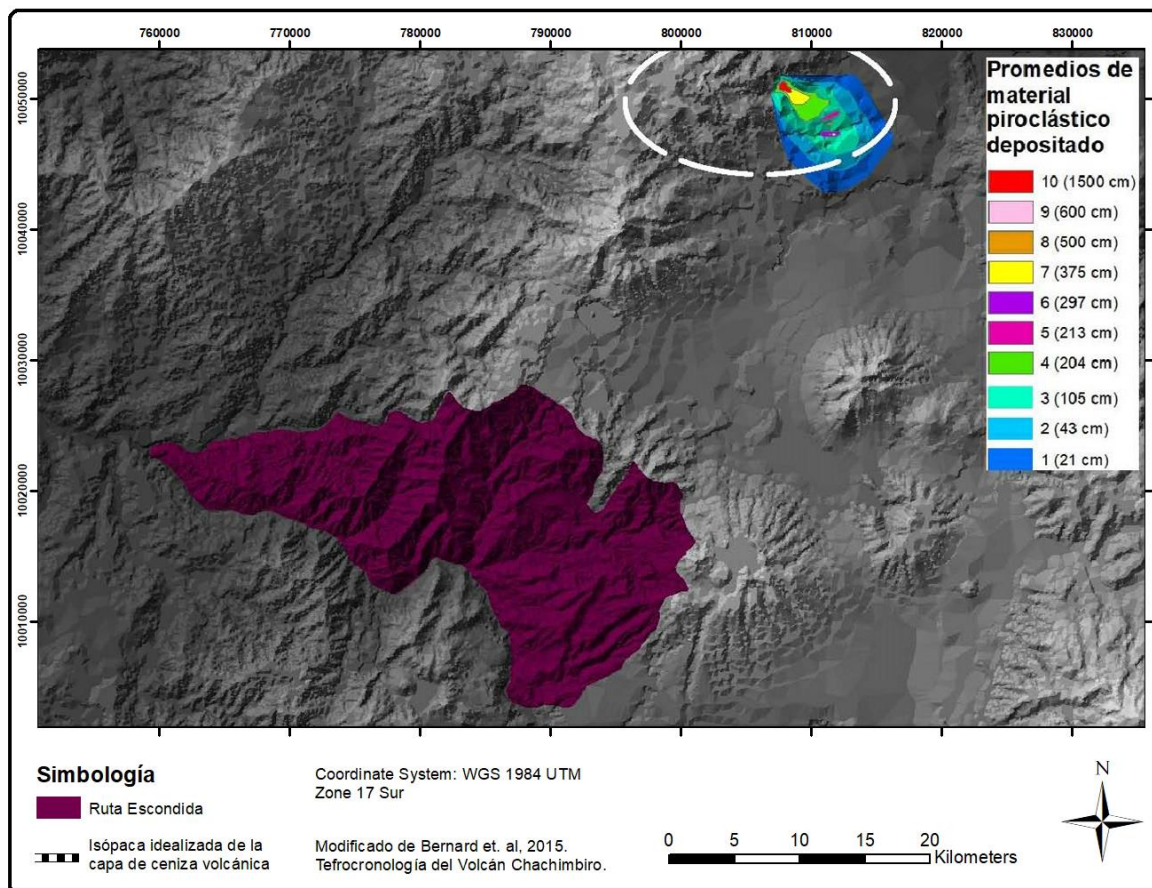 760000 770000 780000 790000 800000 810000 820000 830000
10050000
10040000
10030000
10020000
10010000
Promedios de
material
piroclástico
depositado
10 (1500 cm)
9 (600 cm)
8 (500 cm)
7 (375 cm)
6 (297 cm)
5 (213 cm)
4 (204 cm)
3 (105 cm)
2 (43 cm)
1 (21 cm)
Simbología
Ruta Escondida
Isópaca idealizada de la
capa de ceniza volcánica
Coordinate System: WGS 1984 UTM
Zone 17 Sur
Modificado de Bernard et. al, 2015.
Tefrocronología del Volcán Chachimbiro.
0 5 10 15 20
Kilometers
N